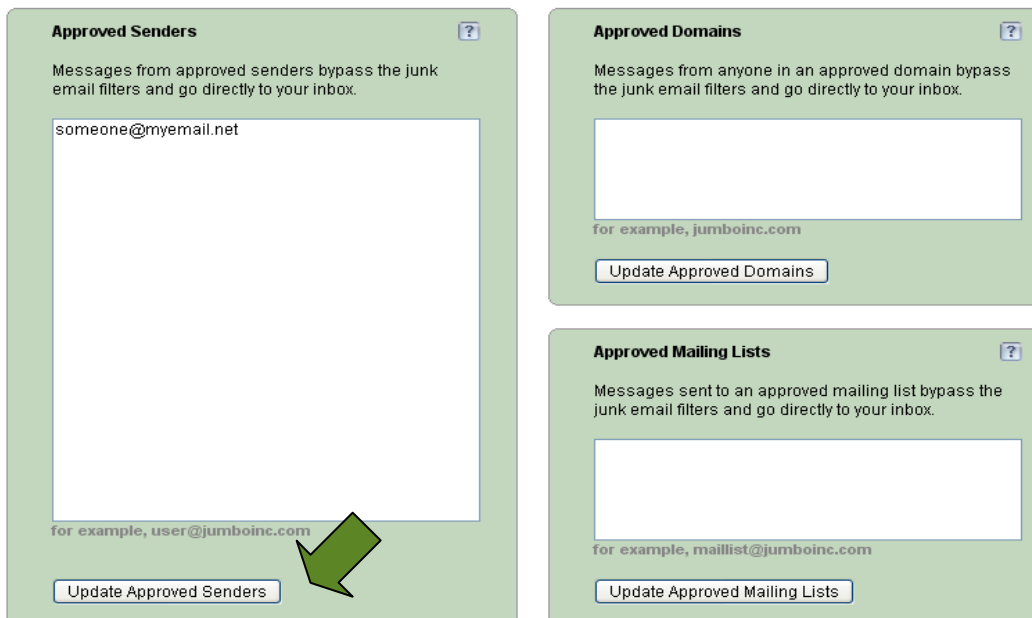 Approved Senders
?
Messages from approved senders bypass the junk
email filters and go directly to your inbox.
someone@myemail.net
for example, user@jumboinc.com
Update Approved Senders
Approved Domains
?
Messages from anyone in an approved domain bypass
the junk email filters and go directly to your inbox.
for example, jumboinc.com
Update Approved Domains
Approved Mailing Lists
?
Messages sent to an approved mailing list bypass the
junk email filters and go directly to your inbox.
for example, maillist@jumboinc.com
Update Approved Mailing Lists